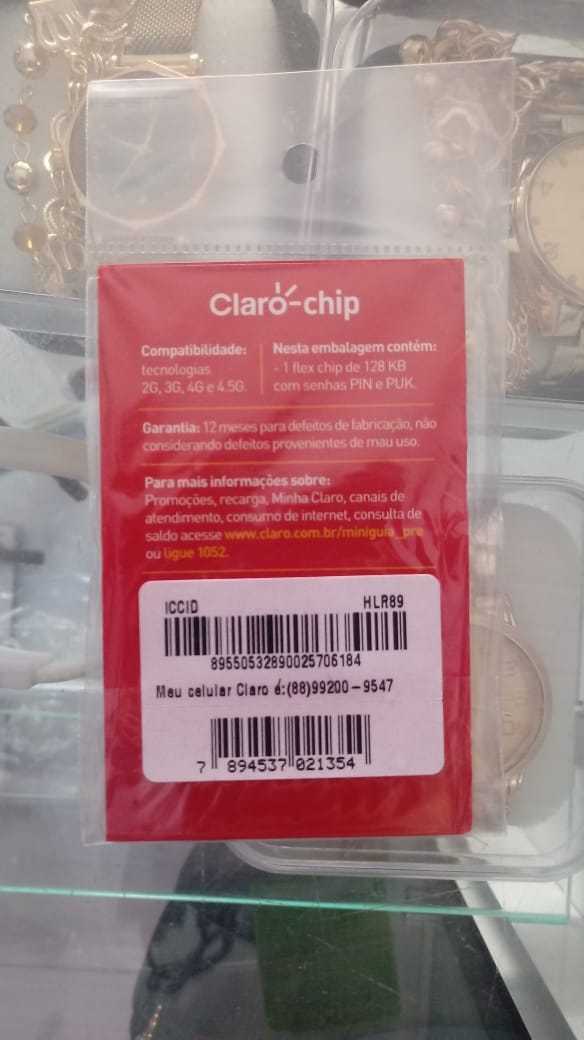 Claro-chip
Compatibilidade:
tecnologias
2G, 3G, 4G e 4.5G.
Nesta embalagem contém:
- 1 flex chip de 128 KB
com senhas PIN e PUK.
Garantia: 12 meses para defeitos de fabricação, não
considerando defeitos provenientes de mau uso.
Para mais informações sobre:
Promoções, recarga, Minha Claro, canais de
atendimento, consumo de internet, consulta de
saldo acesse www.claro.com.br/miniguia_pre
ou ligue 1052.
ICCID HLR89
89550532890025706184
Meu celular Claro é:(88)99200-9547
7 894537 021354